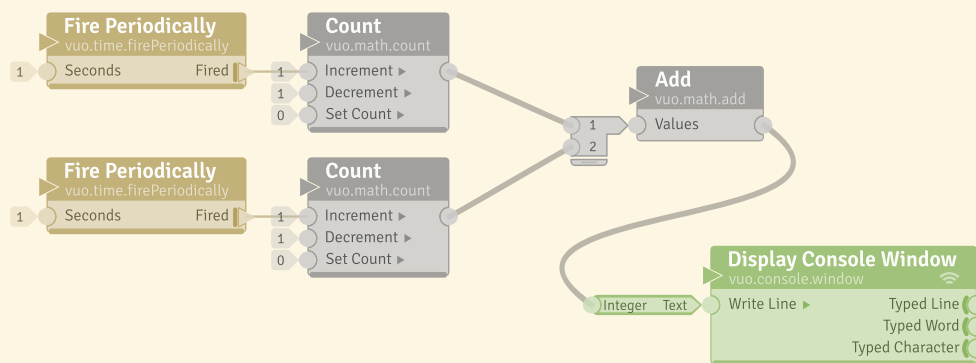 Fire Periodically
vuo.time.firePeriodically
1 Seconds Fired
Count
vuo.math.count
1 Increment
1 Decrement
0 Set Count
Fire Periodically
vuo.time.firePeriodically
1 Seconds Fired
Count
vuo.math.count
1 Increment
1 Decrement
0 Set Count
1
2
Add
vuo.math.add
Values
Integer Text
Display Console Window
vuo.console.window
Write Line Typed Line
Typed Word
Typed Character